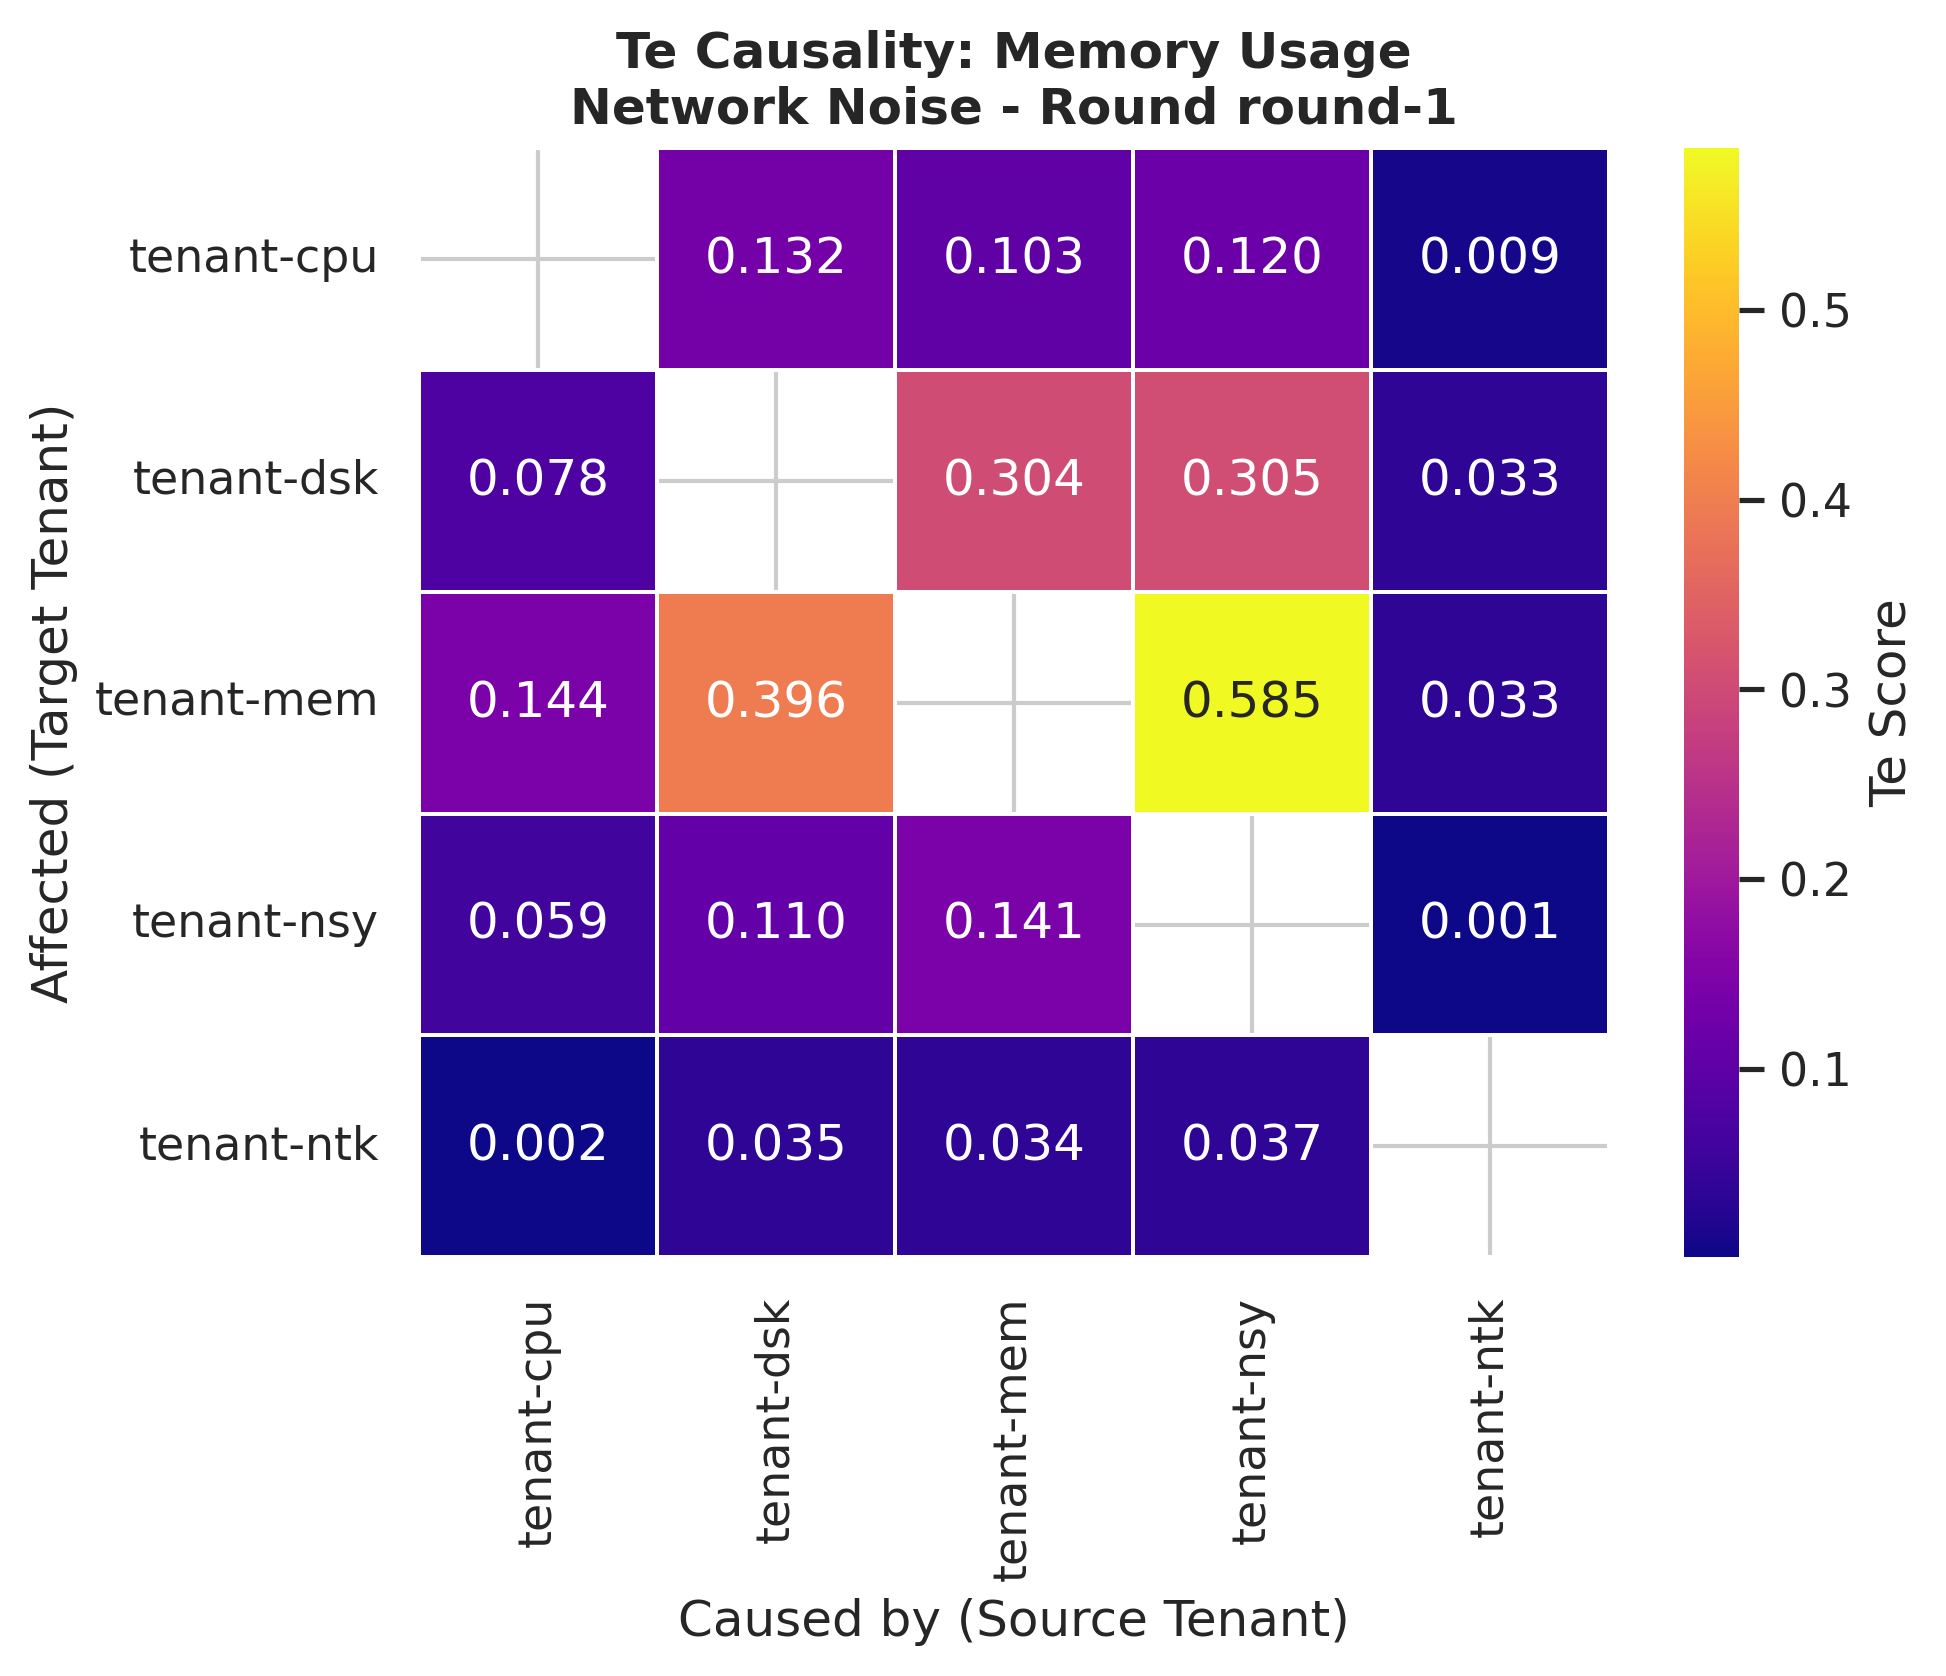 Te Causality: Memory Usage
Network Noise - Round round-1
Affected (Target Tenant)
tenant-cpu
0.132 0.103 0.120 0.009
tenant-dsk
0.078 0.304 0.305 0.033
tenant-mem
0.144 0.396 0.585 0.033
tenant-nsy
0.059 0.110 0.141 0.001
tenant-ntk
0.002 0.035 0.034 0.037
tenant-cpu
tenant-dsk
tenant-mem
tenant-nsy
tenant-ntk
Caused by (Source Tenant)
0.5
0.4
0.3
0.2
0.1
Te Score